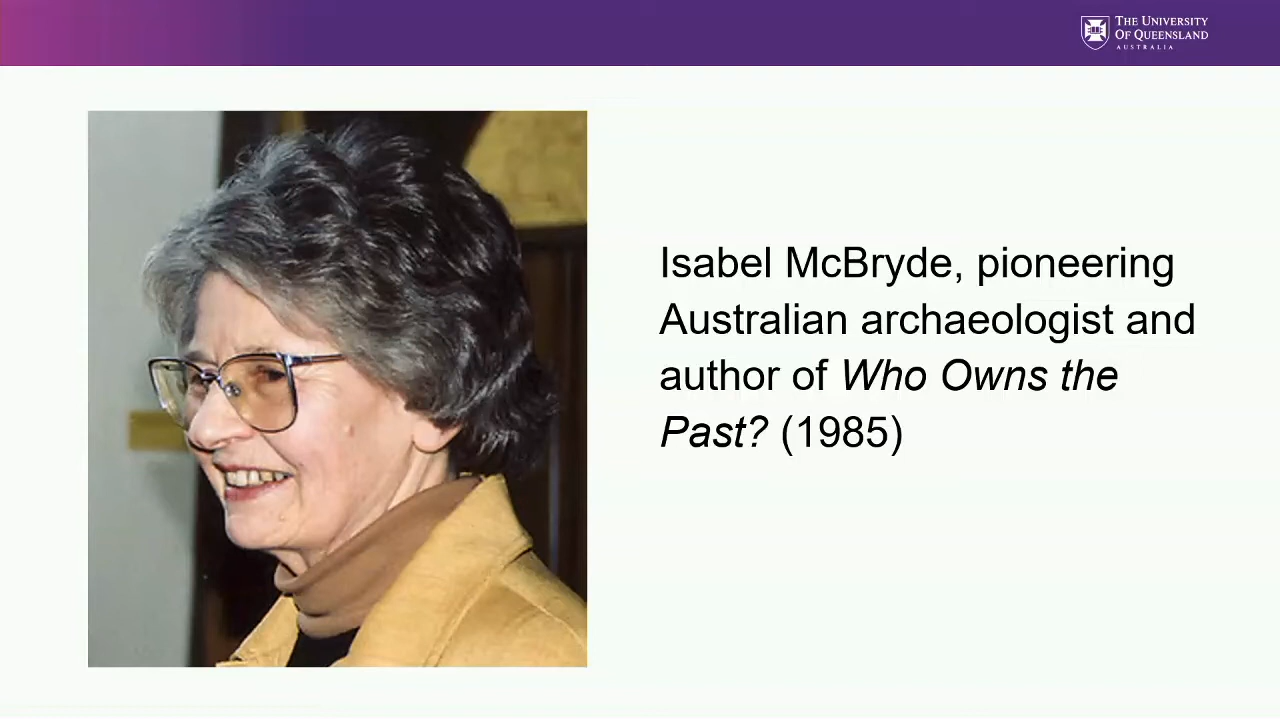 THE UNIVERSITY
OF QUEENSLAND
AUSTRALIA
Isabel McBryde, pioneering
Australian archaeologist and
author of Who Owns the
Past? (1985)